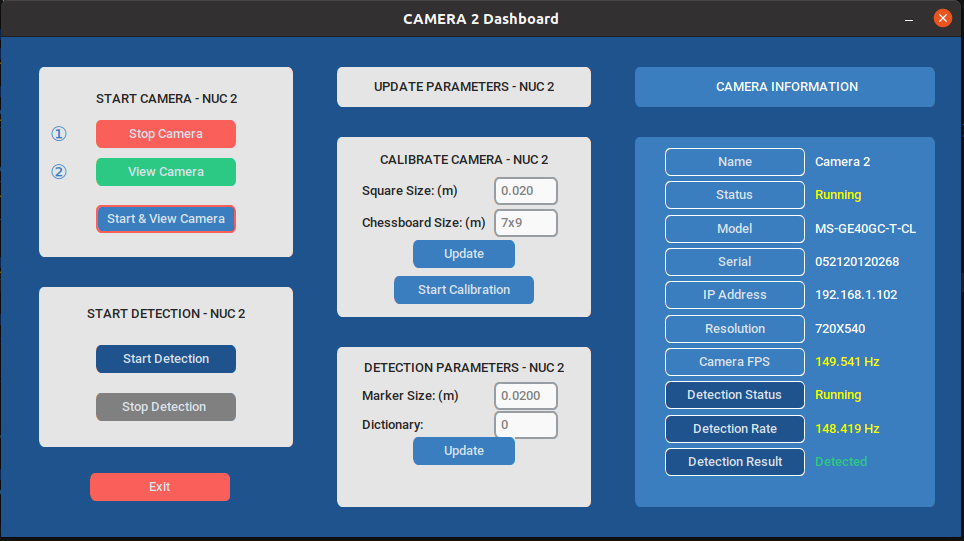 CAMERA 2 Dashboard
START CAMERA - NUC 2
① Stop Camera
② View Camera
Start & View Camera
START DETECTION - NUC 2
Start Detection
Stop Detection
Exit
UPDATE PARAMETERS - NUC 2
CALIBRATE CAMERA - NUC 2
Square Size: (m) 0.020
Chessboard Size: (m) 7x9
Update
Start Calibration
DETECTION PARAMETERS - NUC 2
Marker Size: (m) 0.0200
Dictionary: 0
Update
CAMERA INFORMATION
Name Camera 2
Status Running
Model MS-GE40GC-T-CL
Serial 052120120268
IP Address 192.168.1.102
Resolution 720X540
Camera FPS 149.541 Hz
Detection Status Running
Detection Rate 148.419 Hz
Detection Result Detected